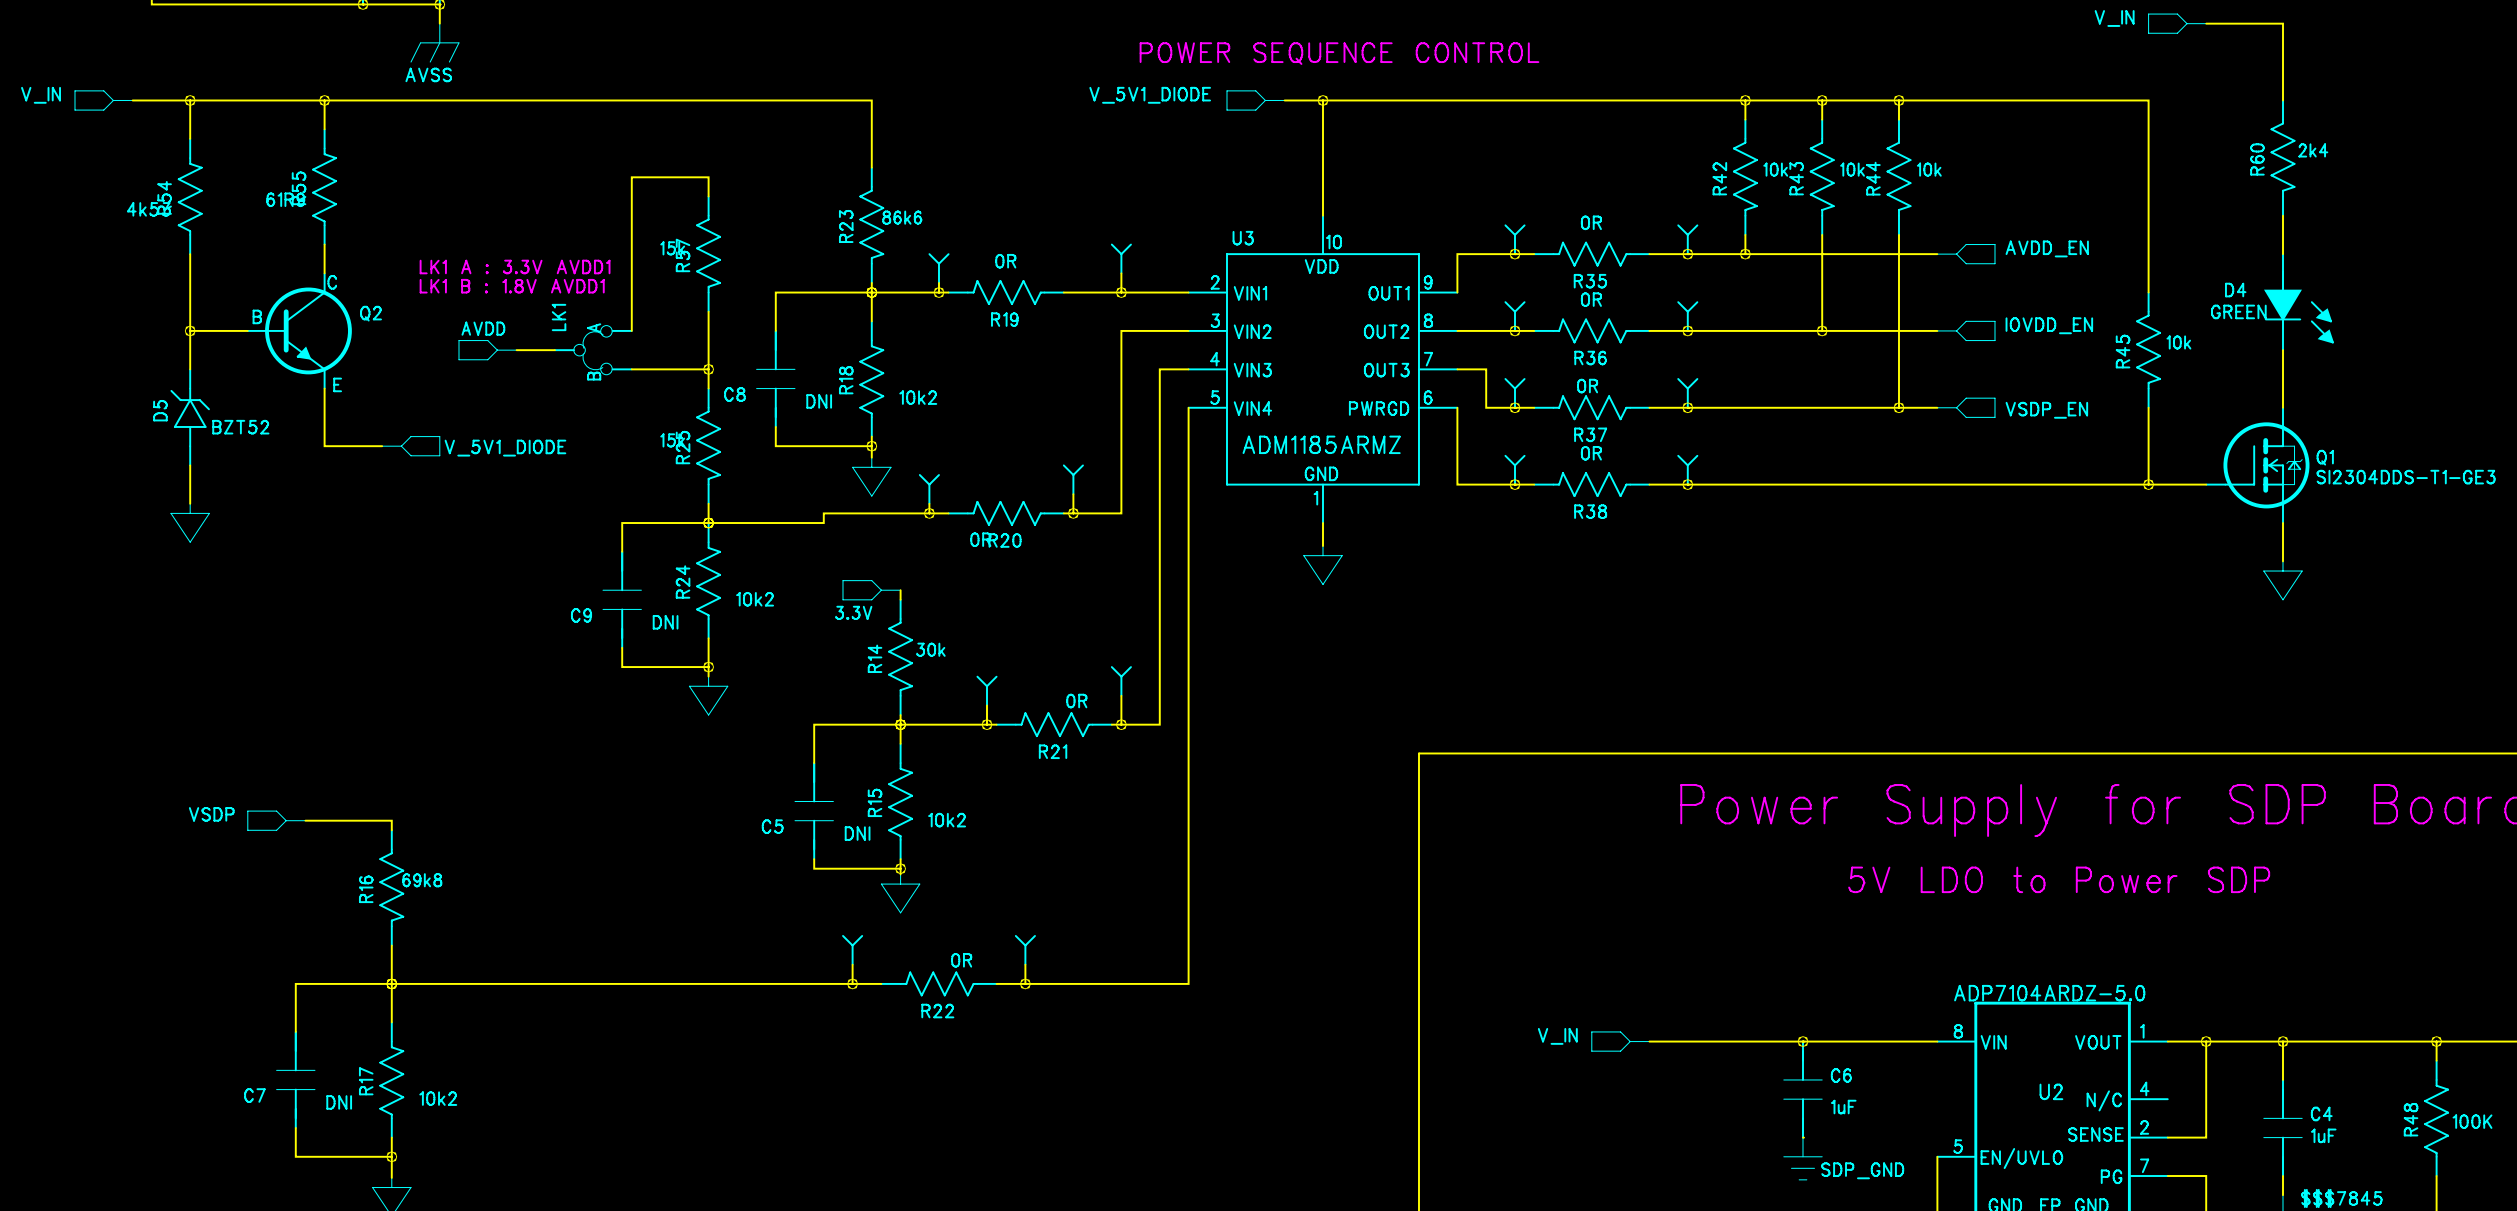 AVSS
V_IN
POWER SEQUENCE CONTROL
V_5V1_DIODE
V_IN
R54
R55
LK1 A : 3.3V AVDD1
LK1 B : 1.8V AVDD1
B
C
E
Q2
D5
BZT52
V_5V1_DIODE
AVDD
LK1
A
B
R57
15k
R25
15k
R23
86k6
R18
10k2
C8
DNI
0R
R19
0R
R20
C9
DNI
R24
10k2
3.3V
R14
30k
R15
10k2
C5
DNI
0R
R21
VSDP
R16
69k8
R17
10k2
C7
DNI
0R
R22
U3
10
VDD
2
VIN1
3
VIN2
4
VIN3
5
VIN4
OUT1
9
OUT2
8
OUT3
7
PWRGD
6
ADM1185ARMZ
GND
1
0R
R35
0R
R36
0R
R37
0R
R38
R42
10k
R43
10k
R44
10k
AVDD_EN
IOVDD_EN
VSDP_EN
R45
10k
R60
2k4
D4
GREEN
Q1
SI2304DDS-T1-GE3
Power Supply for SDP Board
5V LDO to Power SDP
ADP7104ARDZ-5.0
V_IN
8
VIN
VOUT
1
U2
N/C
4
SENSE
2
5
EN/UVLO
PG
7
GND EP_GND
C6
1uF
SDP_GND
C4
1uF
R48
100K
$$$7845